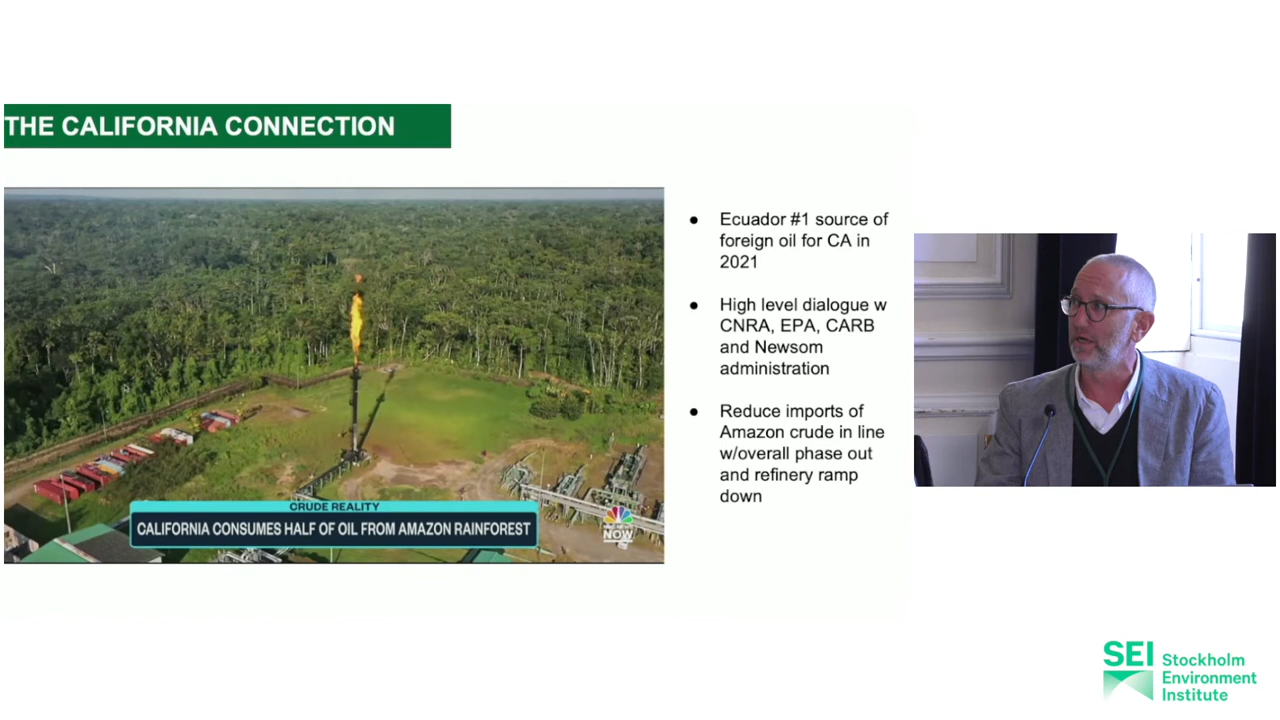 THE CALIFORNIA CONNECTION
● Ecuador #1 source of
foreign oil for CA in
2021
● High level dialogue w
CNRA, EPA, CARB
and Newsom
administration
● Reduce imports of
Amazon crude in line
w/overall phase out
and refinery ramp
down
CRUDE REALITY
CALIFORNIA CONSUMES HALF OF OIL FROM AMAZON RAINFOREST
NOW
SEI Stockholm
Environment
Institute